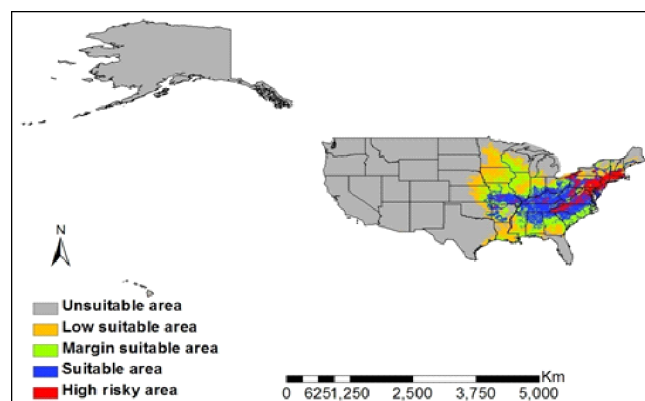 N
Unsuitable area
Low suitable area
Margin suitable area
Suitable area
High risky area
Km
0 6251,250 2,500 3,750 5,000